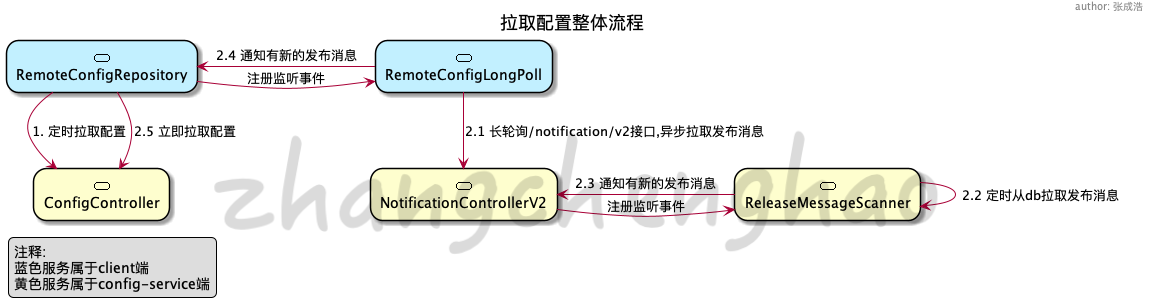 author: 张成浩
拉取配置整体流程
2.4 通知有新的发布消息
RemoteConfigRepository
RemoteConfigLongPoll
注册监听事件
1. 定时拉取配置
2.5 立即拉取配置
2.1 长轮询/notification/v2接口,异步拉取发布消息
zhangchenghao
2.3 通知有新的发布消息
2.2 定时从db拉取发布消息
ConfigController
NotificationControllerV2
注册监听事件
ReleaseMessageScanner
注释:
蓝色服务属于client端
黄色服务属于config-service端